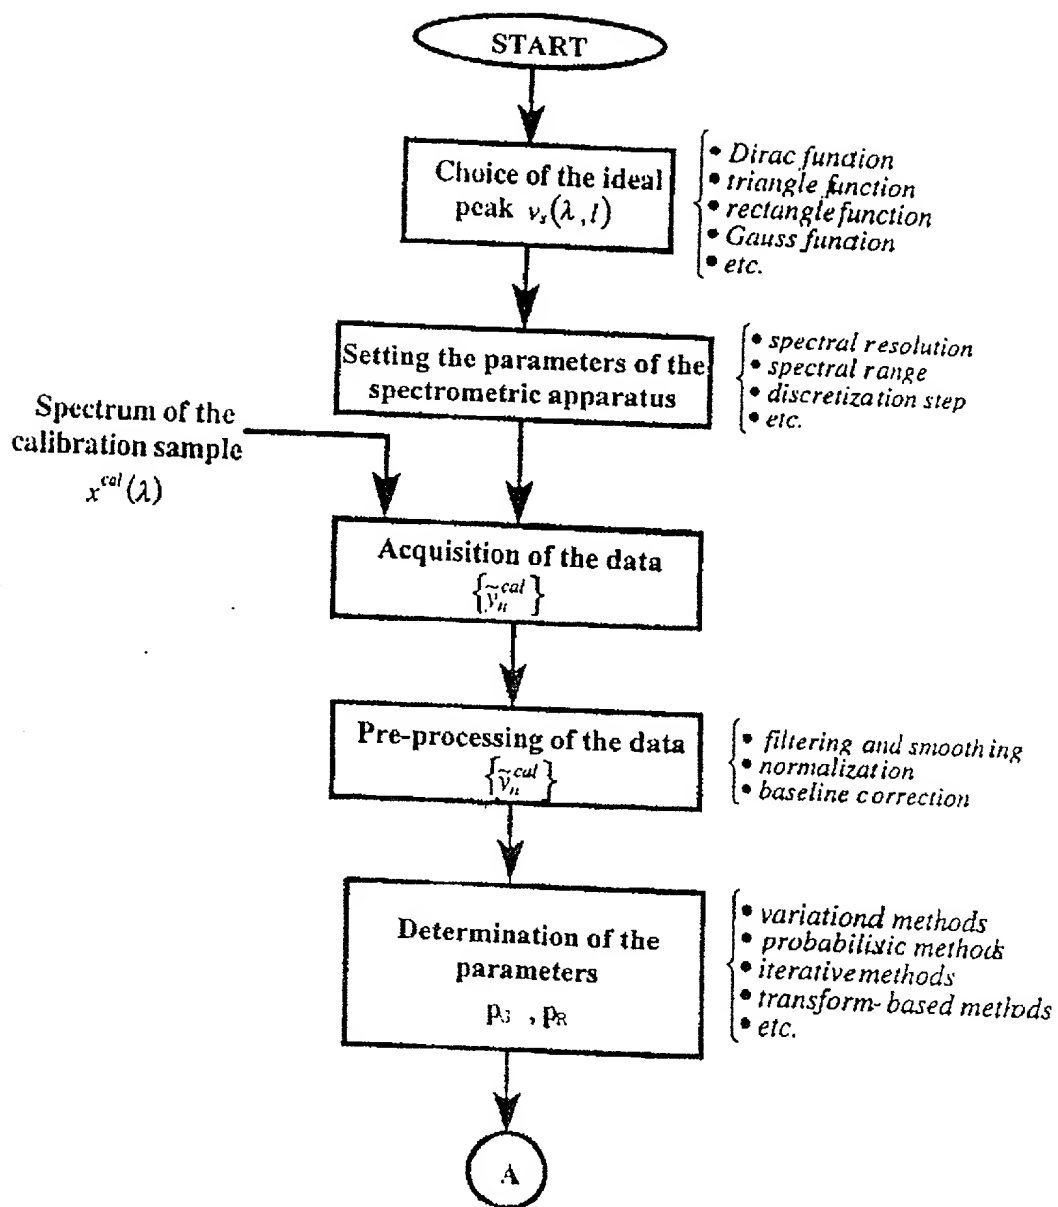 START
Choice of the ideal
peak v_s(λ, l)
• Dirac function
• triangle function
• rectangle function
• Gauss function
• etc.
Setting the parameters of the
spectrometric apparatus
• spectral resolution
• spectral range
• discretization step
• etc.
Spectrum of the
calibration sample
x^cal(λ)
Acquisition of the data
{ỹ_n^cal}
Pre-processing of the data
{ỹ_n^cal}
• filtering and smoothing
• normalization
• baseline correction
Determination of the
parameters
p_G , p_R
• variational methods
• probabilistic methods
• iterative methods
• transform-based methods
• etc.
A